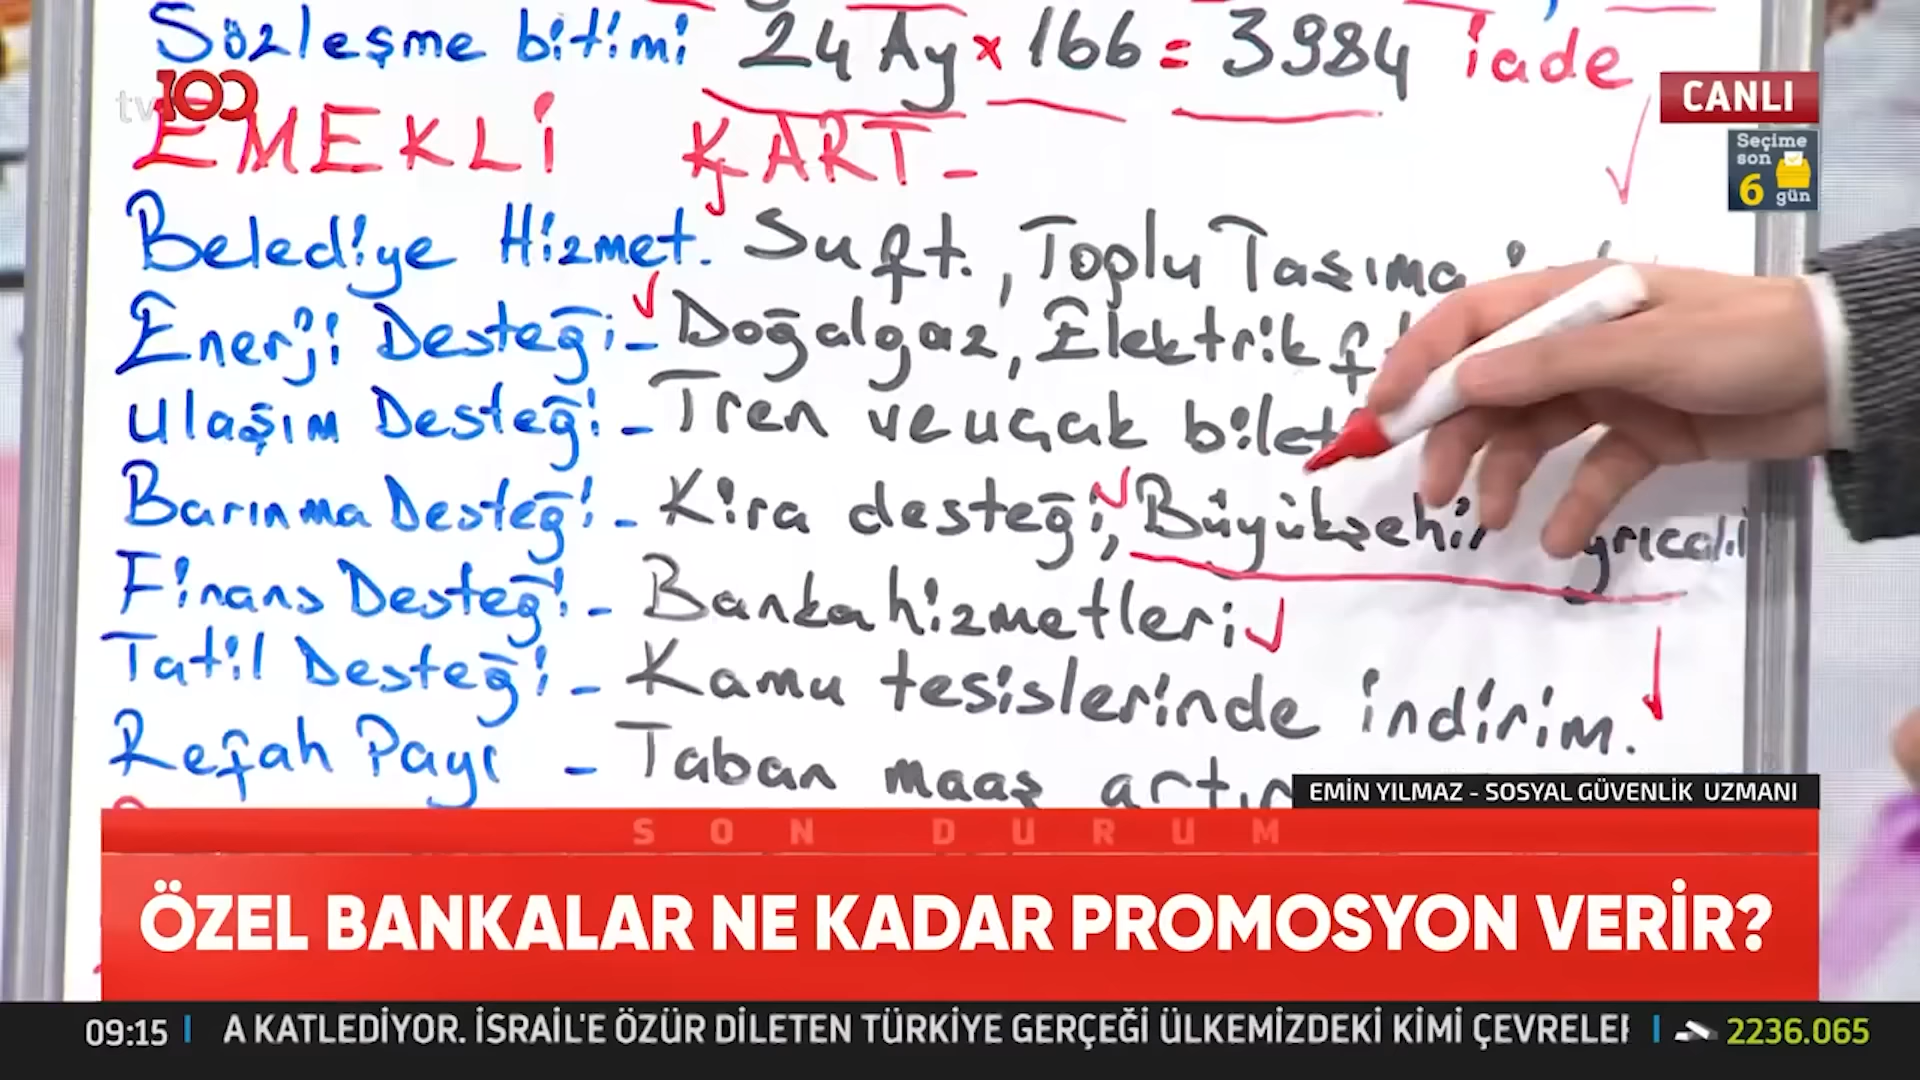 Sözleşme bitimi 24 Ay x 166 = 3984 iade
tv100
CANLI
EMEKLİ KART -
Seçime
son
6 gün
Belediye Hizmet. Su ft., Toplu Taşıma
Enerji Desteği - Doğalgaz, Elektrik
Ulaşım Desteği - Tren ve uçak bilet
Barınma Desteği - Kira desteği, Büyükşehir
Finans Desteği - Banka hizmetleri
Tatil Desteği - Kamu tesislerinde indirim.
Refah Payı - Taban maaş
EMİN YILMAZ - SOSYAL GÜVENLİK UZMANI
SON DURUM
ÖZEL BANKALAR NE KADAR PROMOSYON VERİR?
09:15 A KATLEDİYOR. İSRAİL'E ÖZÜR DİLETEN TÜRKİYE GERÇEĞİ ÜLKEMİZDEKİ KİMİ 2236.065